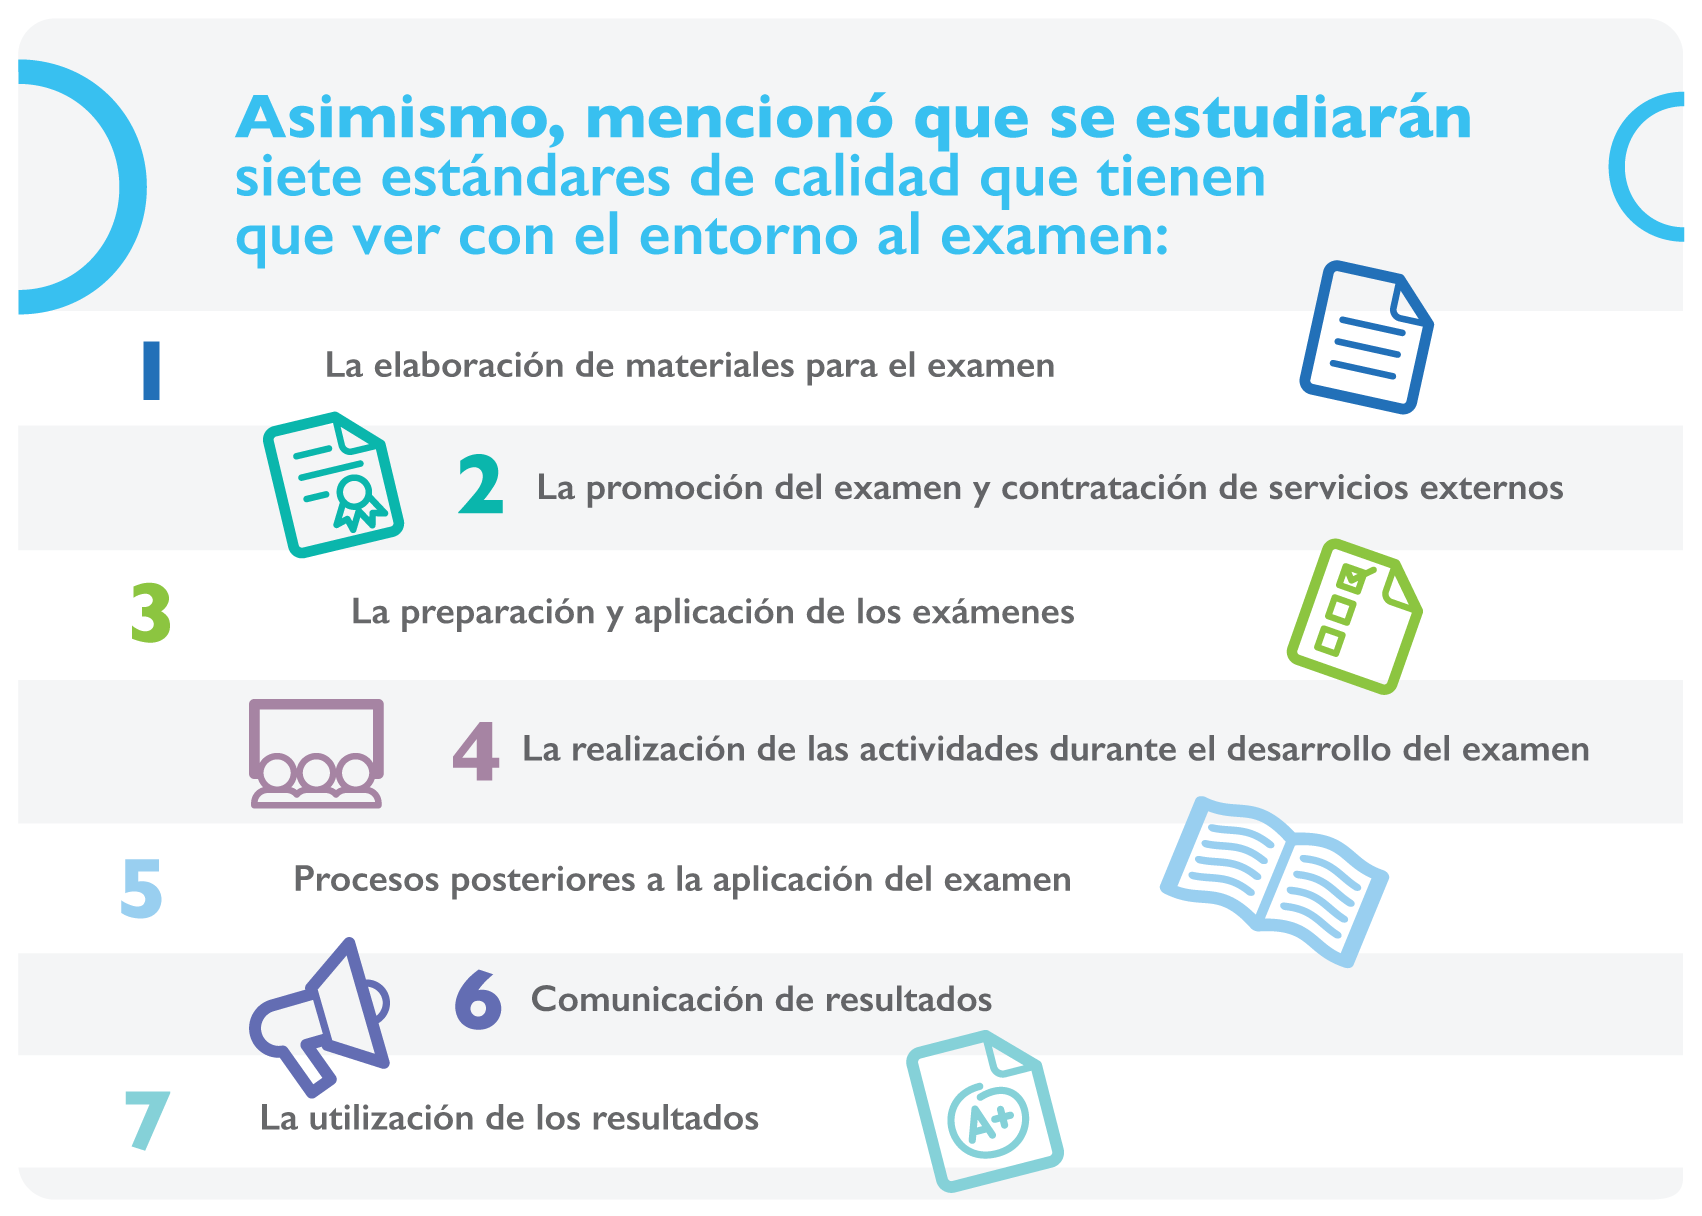 Asimismo, mencionó que se estudiarán
siete estándares de calidad que tienen
que ver con el entorno al examen:
1 La elaboración de materiales para el examen
2 La promoción del examen y contratación de servicios externos
3 La preparación y aplicación de los exámenes
4 La realización de las actividades durante el desarrollo del examen
5 Procesos posteriores a la aplicación del examen
6 Comunicación de resultados
7 La utilización de los resultados
A+